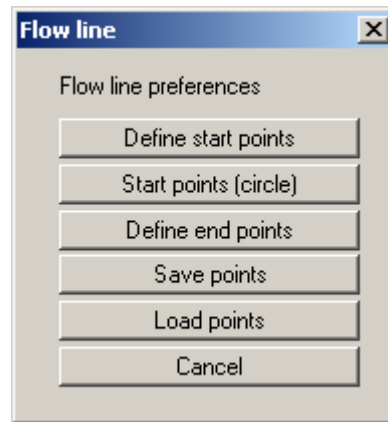 Flow line
Flow line preferences
Define start points
Start points (circle)
Define end points
Save points
Load points
Cancel